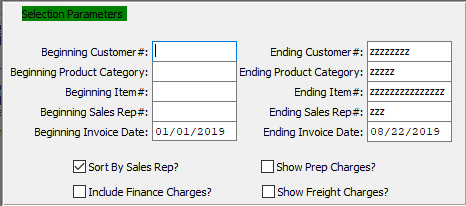 Selection Parameters
Beginning Customer#: Ending Customer#: zzzzzzzz
Beginning Product Category: Ending Product Category: zzzzz
Beginning Item#: Ending Item#: zzzzzzzzzzzzzzz
Beginning Sales Rep#: Ending Sales Rep#: zzz
Beginning Invoice Date: 01/01/2019 Ending Invoice Date: 08/22/2019
Sort By Sales Rep? Show Prep Charges?
Include Finance Charges? Show Freight Charges?